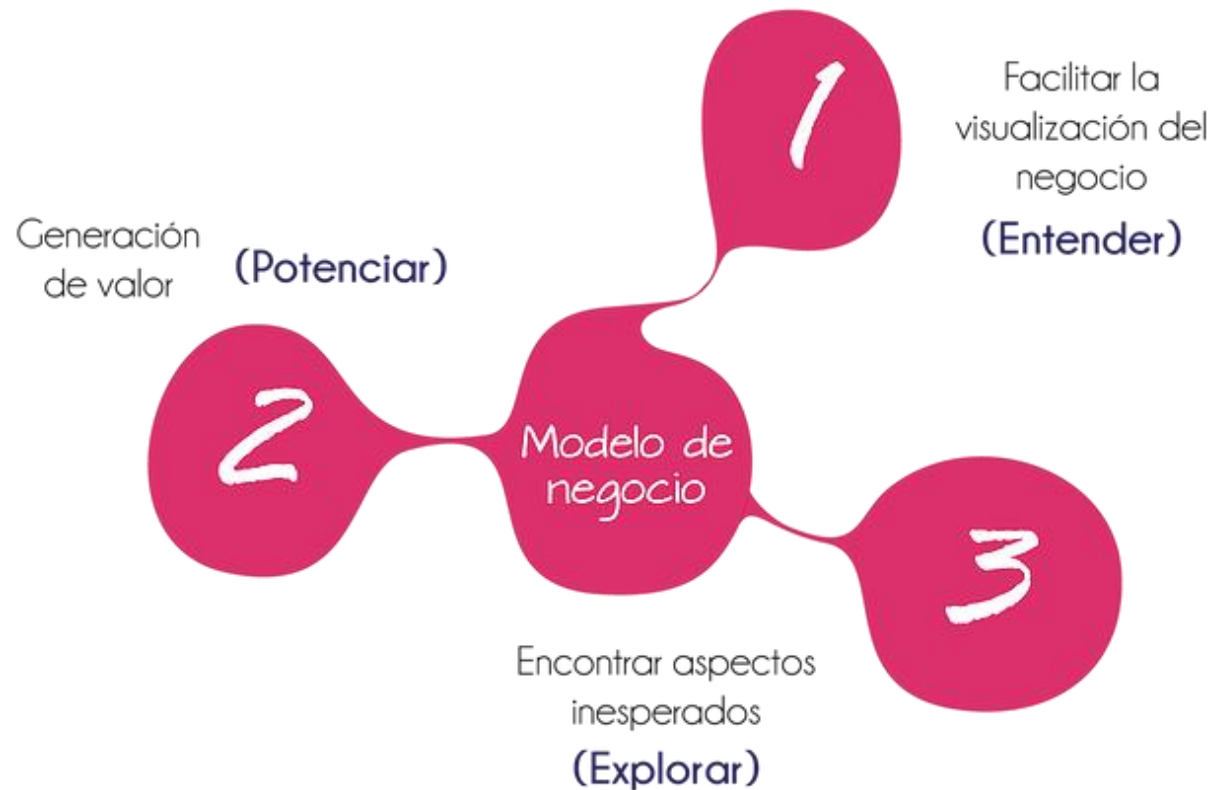 1
Facilitar la
visualización del
negocio
(Entender)
Generación
de valor
(Potenciar)
2
Modelo de
negocio
3
Encontrar aspectos
inesperados
(Explorar)